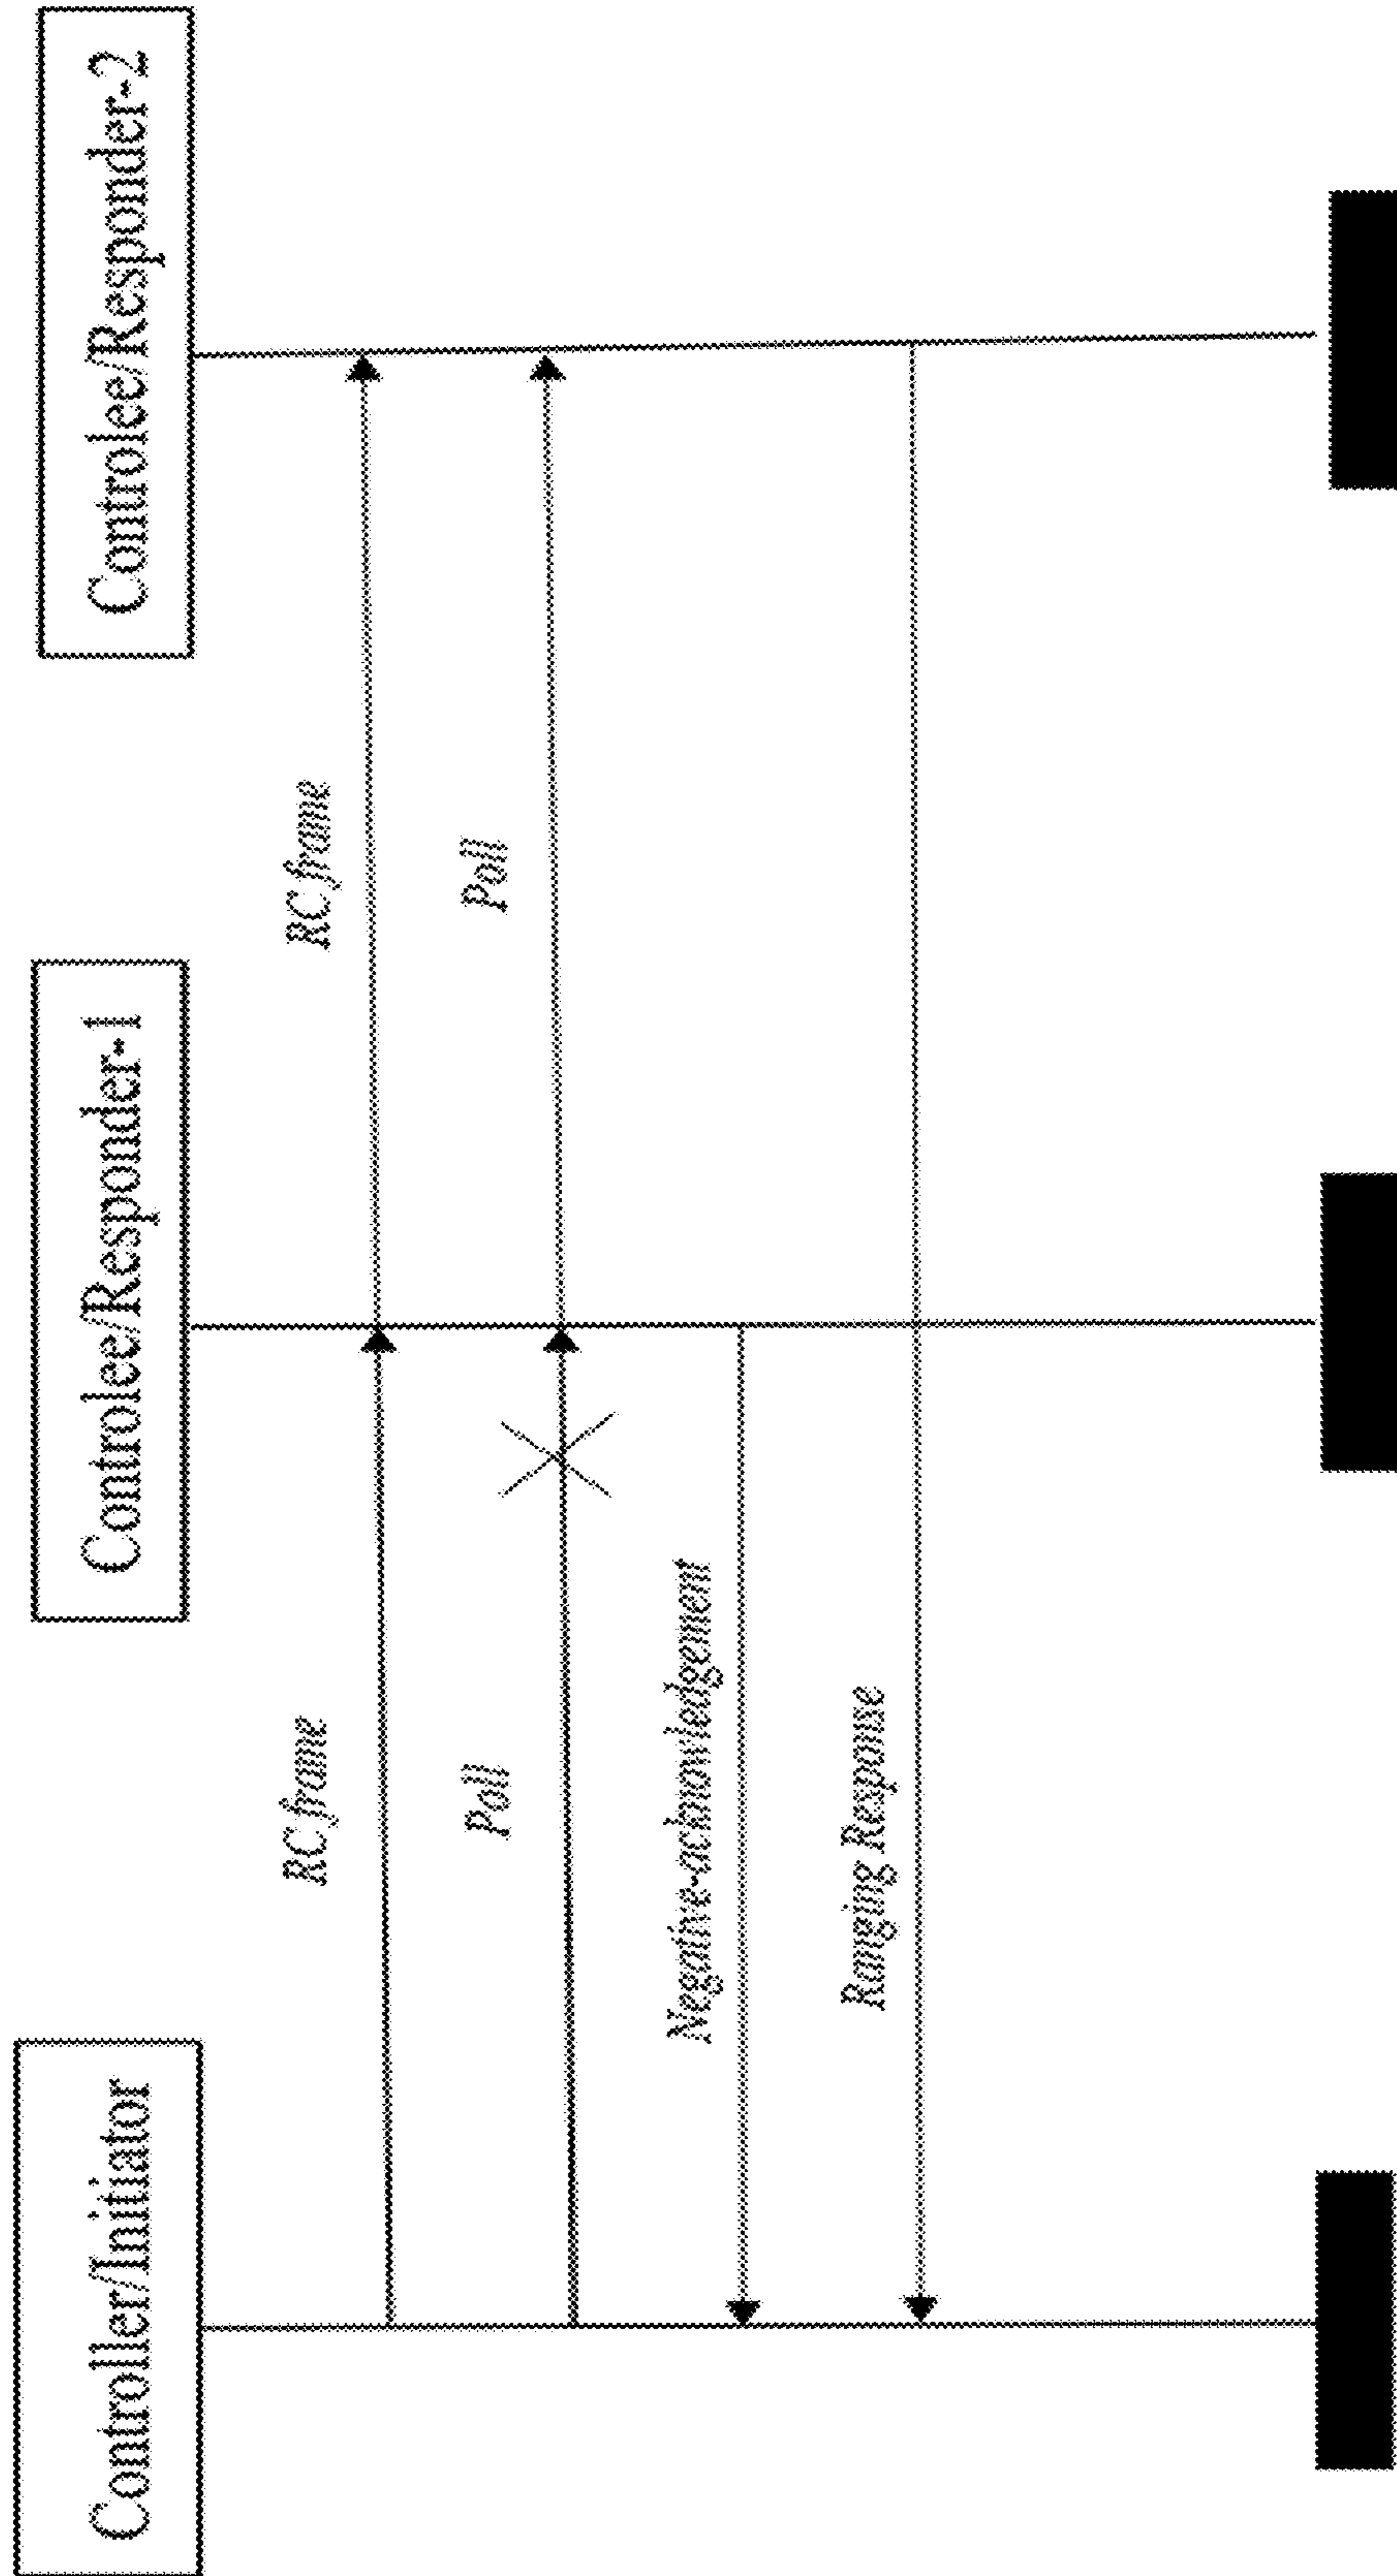 Controller/Initiator
Controlee/Responder-1
Controlee/Responder-2
RC frame
RC frame
Poll
Poll
Negative-acknowledgement
Ranging Response